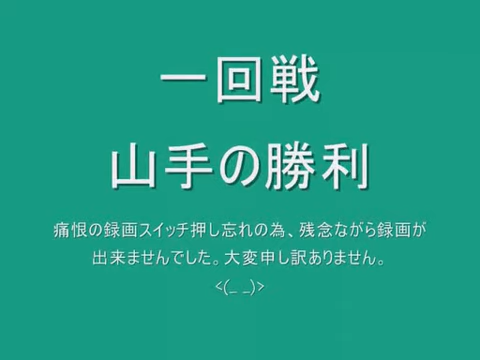 一回戦
山手の勝利
痛恨の録画スイッチ押し忘れの為、残念ながら録画が
出来ませんでした。大変申し訳ありません。
<(_ _)>